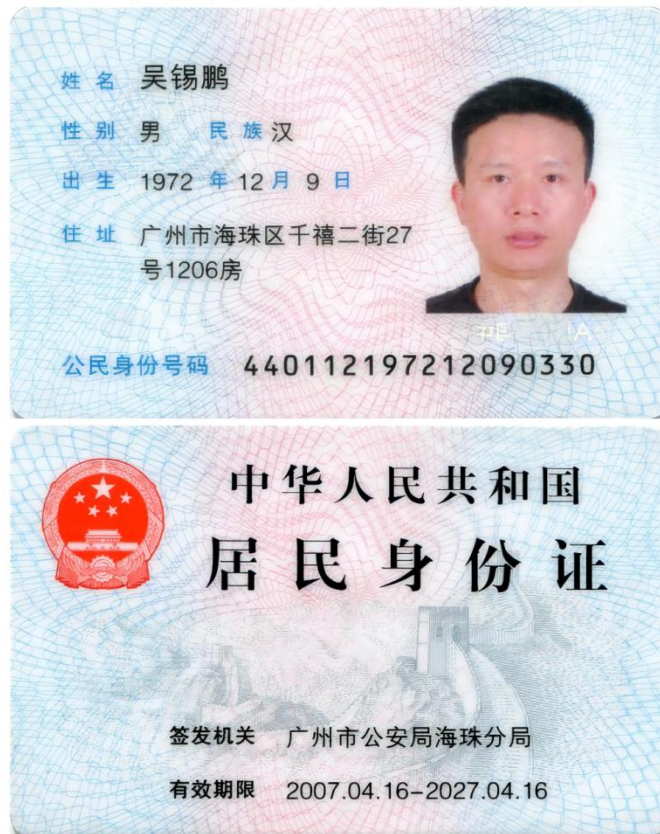 姓名 吴锡鹏
性别 男 民族 汉
出生 1972 年 12 月 9 日
住址 广州市海珠区千禧二街27
号1206房
公民身份号码 440112197212090330
中华人民共和国
居民身份证
签发机关 广州市公安局海珠分局
有效期限 2007.04.16-2027.04.16